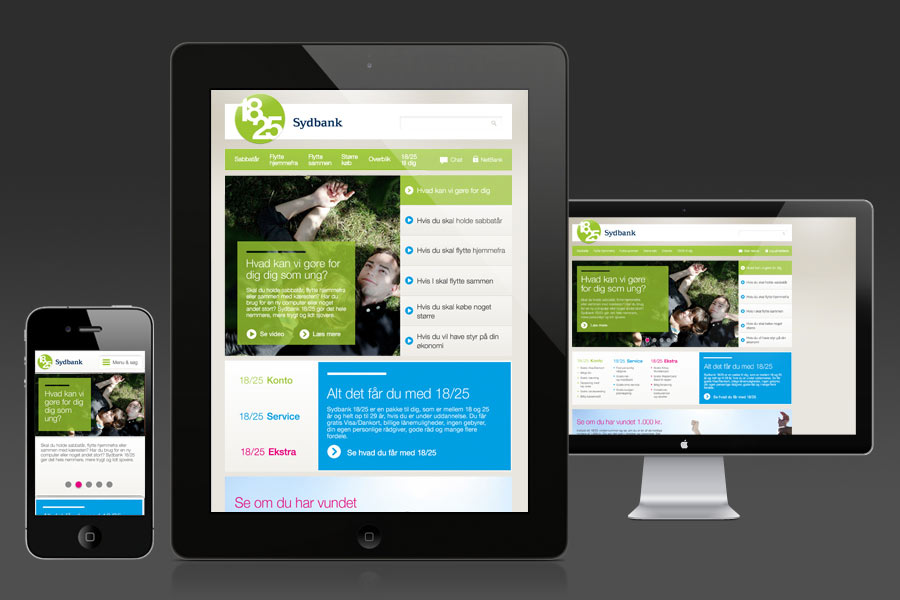 Sydbank
Menu & søg
Hvad kan vi
gøre for dig
dig som
ung?
Skal du holde sabbatår, flytte hjemmefra
eller sammen med kæresten? Har du
brug for en ny computer eller noget
andet stort? Sydbank 18/25 gør det hele
nemmere, mere trygt og lidt sjovere.
18
25
Sydbank
Sabbatår
Flytte
hjemmefra
Flytte
sammen
Større
køb
Overblik
18/25
til dig
Chat
NetBank
Hvad kan vi gøre for
dig dig som ung?
Skal du holde sabbatår, flytte hjemmefra
eller sammen med kæresten? Har du
brug for en ny computer eller noget
andet stort? Sydbank 18/25 gør det hele
nemmere, mere trygt og lidt sjovere.
Se video
Læs mere
Hvad kan vi gøre for dig
Hvis du skal holde sabbatår
Hvis du skal flytte hjemmefra
Hvis I skal flytte sammen
Hvis du skal købe noget
større
Hvis du vil have styr på din
økonomi
18/25 Konto
18/25 Service
18/25 Ekstra
Alt det får du med 18/25
Sydbank 18/25 er en pakke til dig, som er mellem 18 og 25
år og helt op til 29 år, hvis du er under uddannelse. Du får
gratis Visa/Dankort, billige lånemuligheder, ingen gebyrer,
din egen personlige rådgiver, gode råd og mange flere
fordele.
Se hvad du får med 18/25
Se om du har vundet
18
25
Sydbank
Hvad kan vi gøre for
dig dig som ung?
Læs mere
Hvad kan vi gøre for dig
Hvis du skal holde sabbatår
Hvis du skal flytte hjemmefra
Hvis I skal flytte sammen
Hvis du skal købe noget
større
Hvis du vil have styr på din
økonomi
18/25 Konto
18/25 Service
18/25 Ekstra
Alt det får du med 18/25
Se hvad du får med 18/25
Se om du har vundet 1.000 kr.